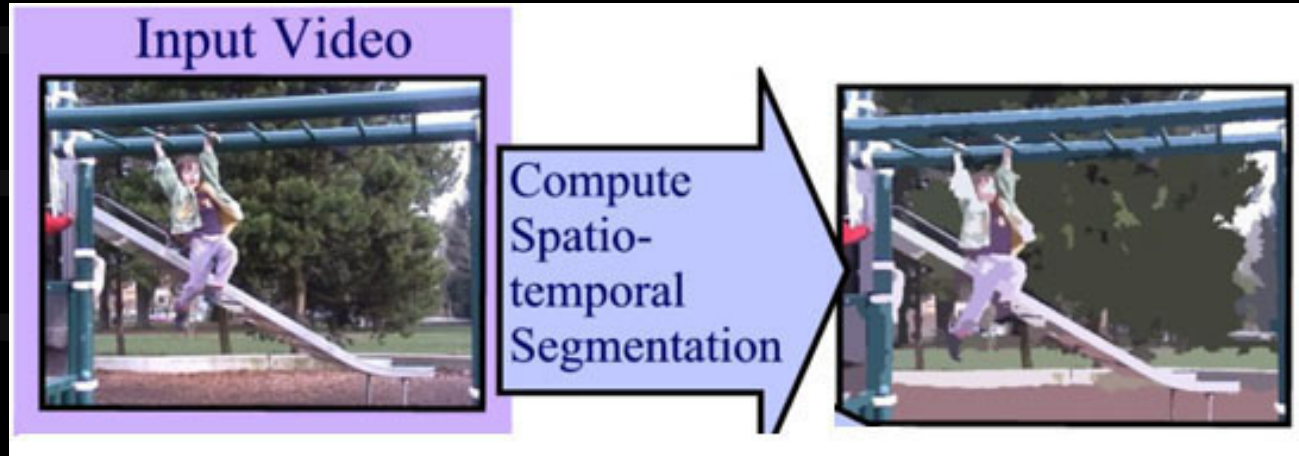 Input Video
Compute
Spatio-
temporal
Segmentation